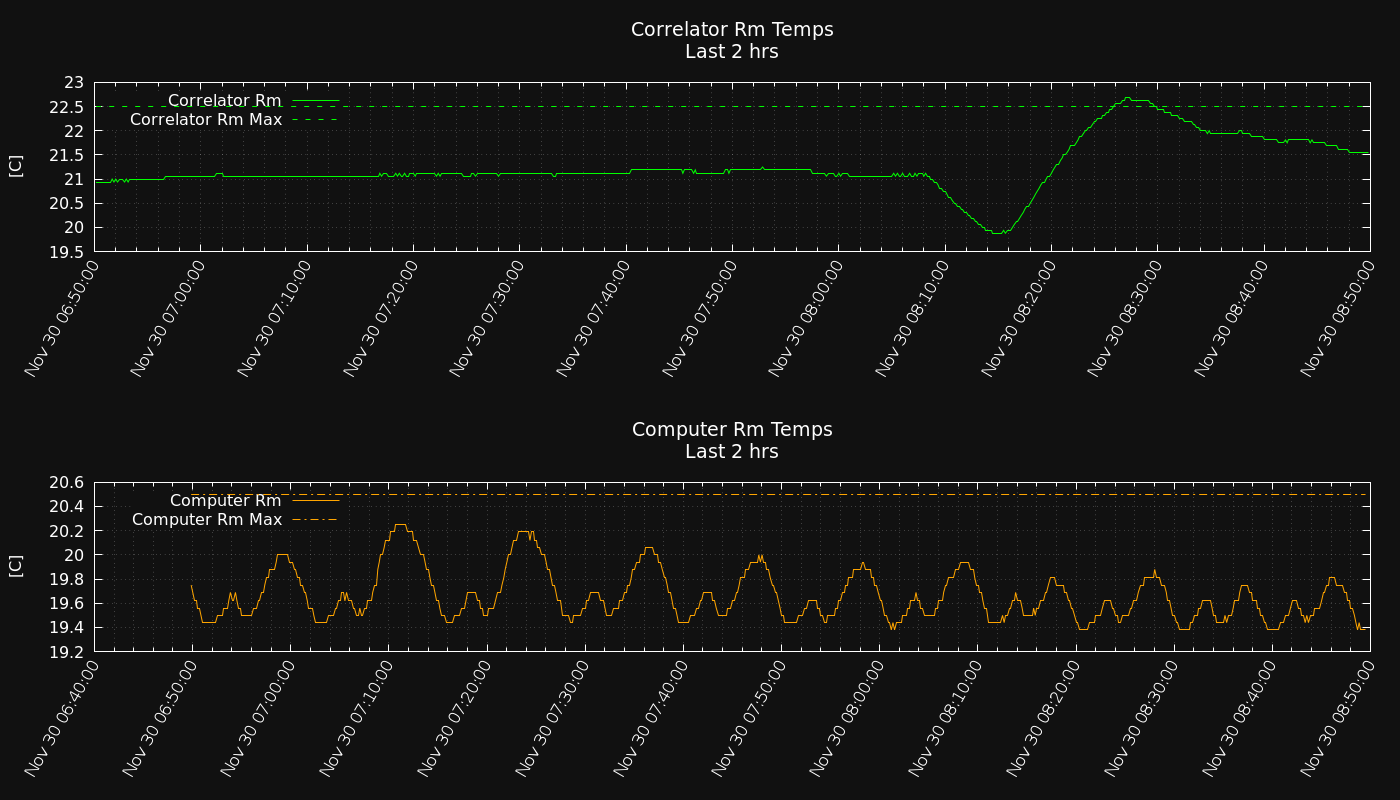 Correlator Rm Temps
Last 2 hrs
[C]
23
22.5
22
21.5
21
20.5
20
19.5
Correlator Rm
Correlator Rm Max
Nov 30 06:50:00
Nov 30 07:00:00
Nov 30 07:10:00
Nov 30 07:20:00
Nov 30 07:30:00
Nov 30 07:40:00
Nov 30 07:50:00
Nov 30 08:00:00
Nov 30 08:10:00
Nov 30 08:20:00
Nov 30 08:30:00
Nov 30 08:40:00
Nov 30 08:50:00
Computer Rm Temps
Last 2 hrs
[C]
20.6
20.4
20.2
20
19.8
19.6
19.4
19.2
Computer Rm
Computer Rm Max
Nov 30 06:40:00
Nov 30 06:50:00
Nov 30 07:00:00
Nov 30 07:10:00
Nov 30 07:20:00
Nov 30 07:30:00
Nov 30 07:40:00
Nov 30 07:50:00
Nov 30 08:00:00
Nov 30 08:10:00
Nov 30 08:20:00
Nov 30 08:30:00
Nov 30 08:40:00
Nov 30 08:50:00